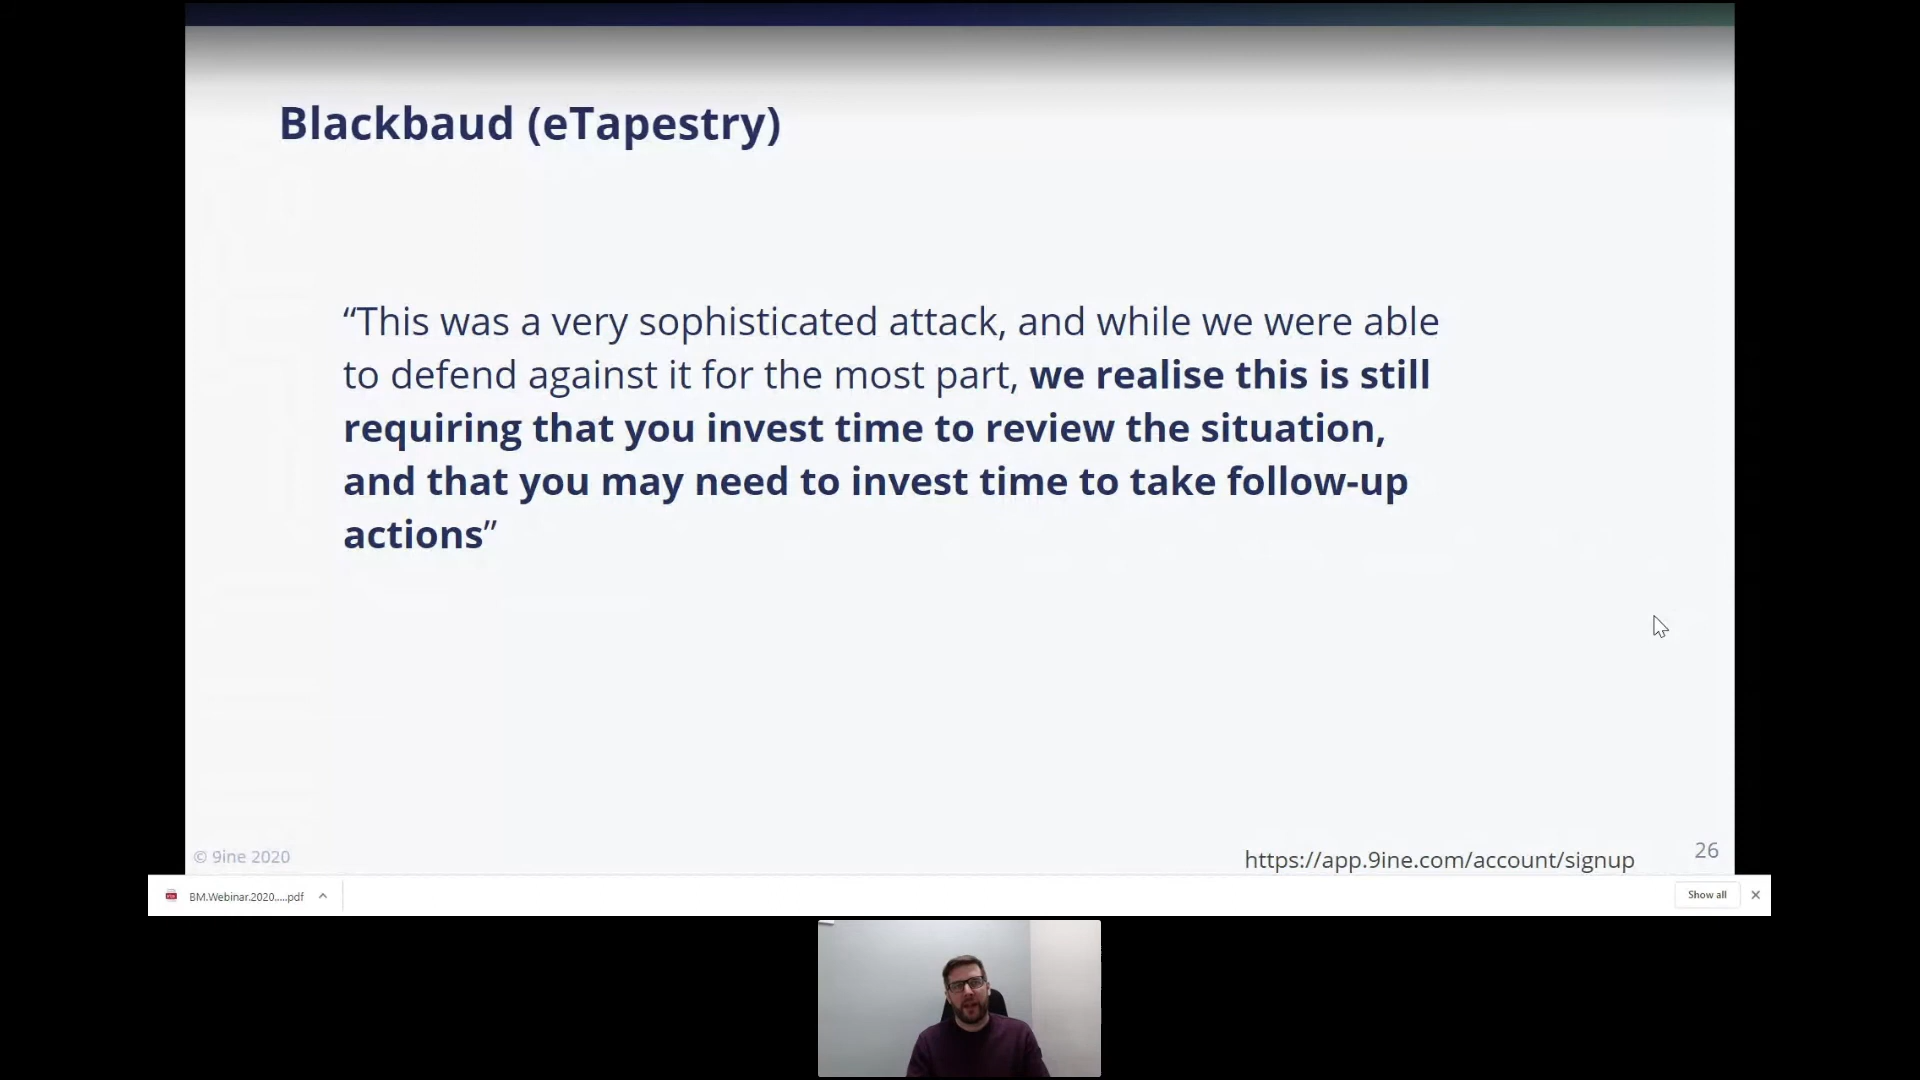 Blackbaud (eTapestry)
“This was a very sophisticated attack, and while we were able
to defend against it for the most part, we realise this is still
requiring that you invest time to review the situation,
and that you may need to invest time to take follow-up
actions”
© 9ine 2020
https://app.9ine.com/account/signup
26
BM.Webinar.2020.....pdf
Show all